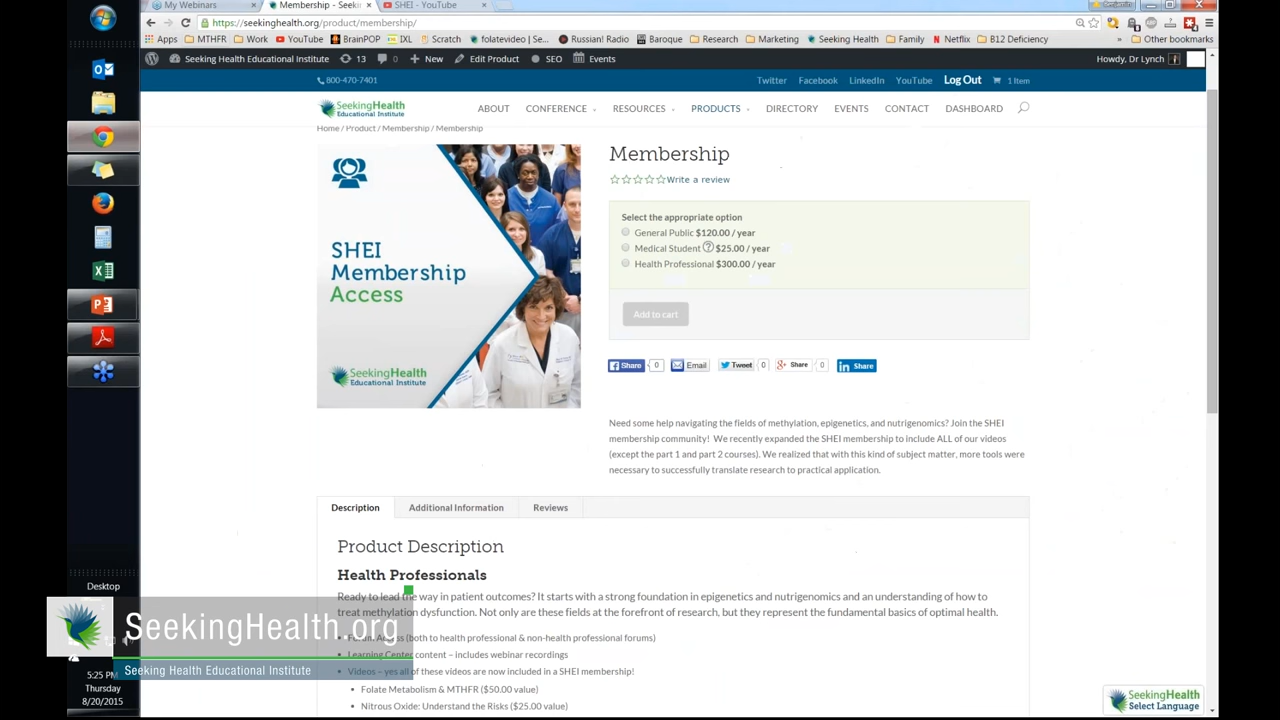 My Webinars
Membership - Seeki
SHEI - YouTube
https://seekinghealth.org/product/membership/
Apps MTHFR Work YouTube BrainPOP IXL Scratch folatevideo | Se... Russian! Radio Baroque Research Marketing Seeking Health Family Netflix B12 Deficiency » Other bookmarks
Seeking Health Educational Institute 13 0 New Edit Product SEO Events Howdy, Dr Lynch
800-470-7401 Twitter Facebook LinkedIn YouTube Log Out 1 Item
SeekingHealth
Educational Institute
ABOUT CONFERENCE RESOURCES PRODUCTS DIRECTORY EVENTS CONTACT DASHBOARD
Home / Product / Membership / Membership
Membership
Write a review
Select the appropriate option
General Public $120.00 / year
Medical Student ? $25.00 / year
Health Professional $300.00 / year
Add to cart
SHEI
Membership
Access
SeekingHealth
Educational Institute
Share 0 Email Tweet 0 Share 0 Share
Need some help navigating the fields of methylation, epigenetics, and nutrigenomics? Join the SHEI
membership community! We recently expanded the SHEI membership to include ALL of our videos
(except the part 1 and part 2 courses). We realized that with this kind of subject matter, more tools were
necessary to successfully translate research to practical application.
Description Additional Information Reviews
Product Description
Health Professionals
Ready to lead the way in patient outcomes? It starts with a strong foundation in epigenetics and nutrigenomics and an understanding of how to
treat methylation dysfunction. Not only are these fields at the forefront of research, but they represent the fundamental basics of optimal health.
Forum Access (both to health professional & non-health professional forums)
Learning Center content – includes webinar recordings
Videos – yes all of these videos are now included in a SHEI membership!
Folate Metabolism & MTHFR ($50.00 value)
Nitrous Oxide: Understand the Risks ($25.00 value)
Desktop
SeekingHealth.org
Seeking Health Educational Institute
5:25 PM
Thursday
8/20/2015
SeekingHealth
Select Language